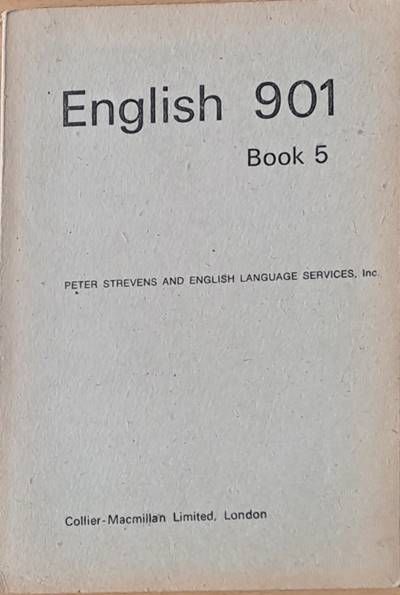 English 901
Book 5
PETER STREVENS AND ENGLISH LANGUAGE SERVICES, Inc.
Collier-Macmillan Limited, London